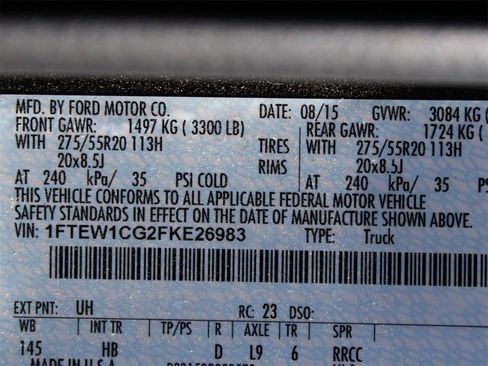 MFD. BY FORD MOTOR CO. DATE: 08/15 GVWR: 3084 KG (
FRONT GAWR: 1497 KG ( 3300 LB) REAR GAWR: 1724 KG (
WITH 275/55R20 113H TIRES WITH 275/55R20 113H
20x8.5J RIMS 20x8.5J
AT 240 kPa/ 35 PSI COLD AT 240 kPa/ 35
THIS VEHICLE CONFORMS TO ALL APPLICABLE FEDERAL MOTOR VEHICLE
SAFETY STANDARDS IN EFFECT ON THE DATE OF MANUFACTURE SHOWN ABOVE.
VIN: 1FTEW1CG2FKE26983 TYPE: Truck
EXT PNT: UH RC: 23 DSO:
WB INT TR TP/PS R AXLE TR SPR
145 HB D L9 6 RRCC
MADE IN U.S.A.